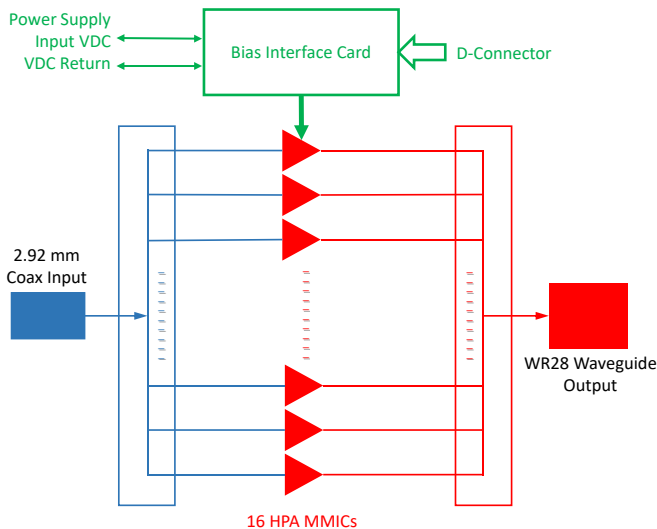 Power Supply
Input VDC
VDC Return
Bias Interface Card
D-Connector
2.92 mm
Coax Input
WR28 Waveguide
Output
16 HPA MMICs